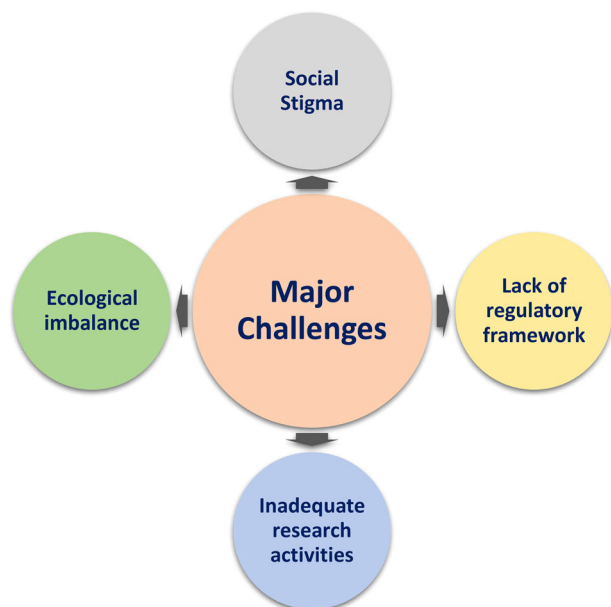 Social
Stigma
Ecological
imbalance
Major
Challenges
Lack of
regulatory
framework
Inadequate
research
activities